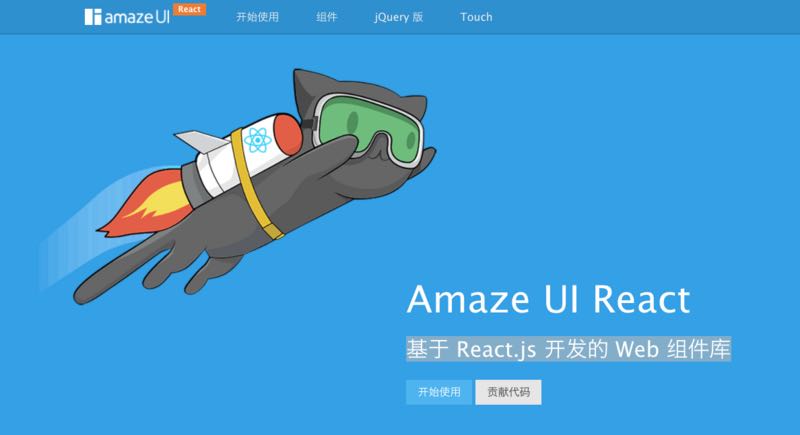 amaze UI React
开始使用 组件 jQuery 版 Touch
Amaze UI React
基于 React.js 开发的 Web 组件库
开始使用 贡献代码